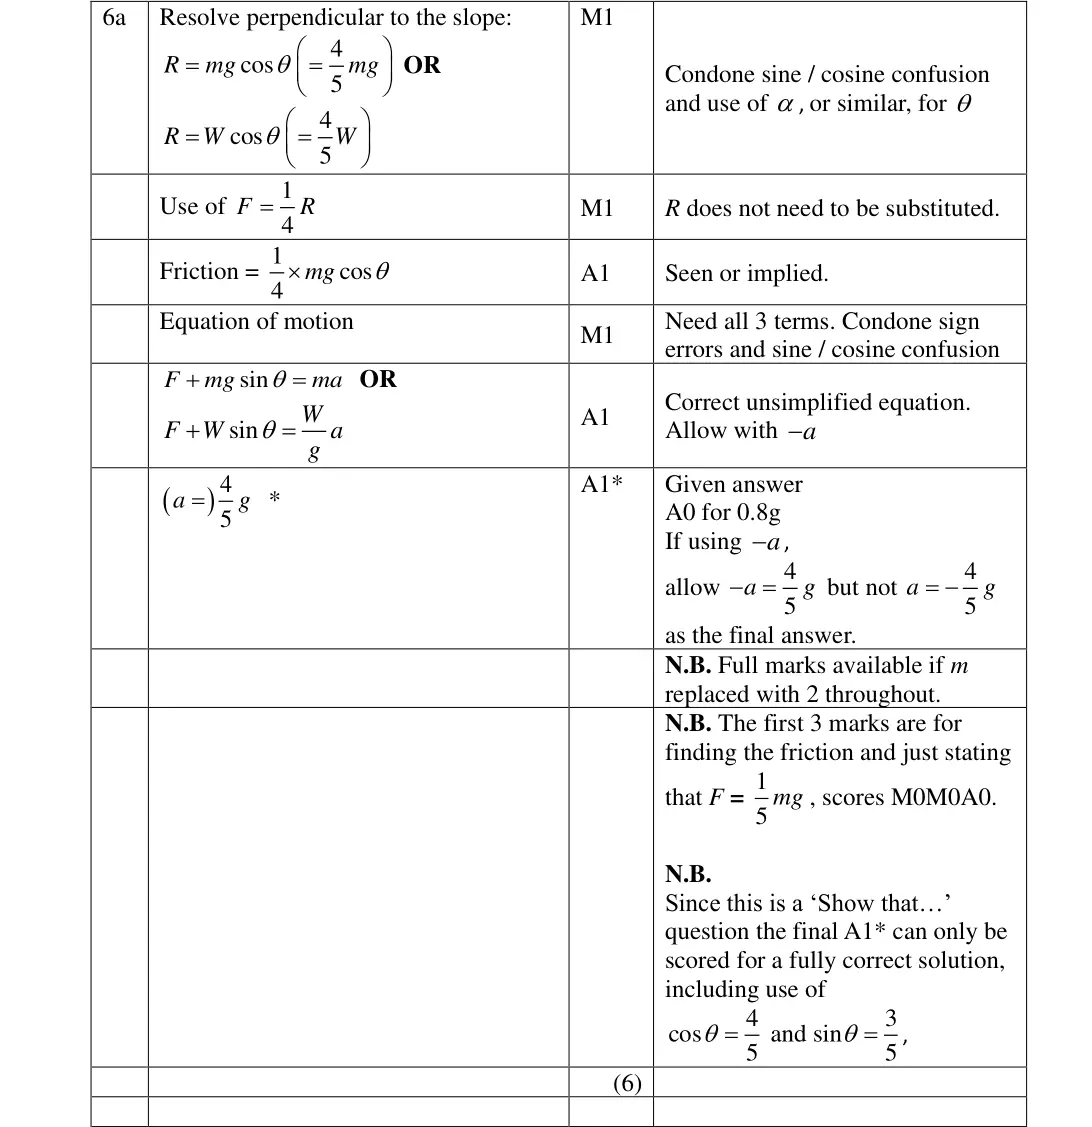 6a Resolve perpendicular to the slope: M1
R = mg cos θ (= 4/5 mg) OR
R = W cos θ (= 4/5 W)
Condone sine / cosine confusion
and use of α, or similar, for θ
Use of F = 1/4 R M1 R does not need to be substituted.
Friction = 1/4 × mg cos θ A1 Seen or implied.
Equation of motion M1 Need all 3 terms. Condone sign
errors and sine / cosine confusion
F + mg sin θ = ma OR
F + W sin θ = W/g a
A1
Correct unsimplified equation.
Allow with −a
(a =) 4/5 g * A1* Given answer
A0 for 0.8g
If using −a,
allow −a = 4/5 g but not a = − 4/5 g
as the final answer.
N.B. Full marks available if m
replaced with 2 throughout.
N.B. The first 3 marks are for
finding the friction and just stating
that F = 1/5 mg , scores M0M0A0.
N.B.
Since this is a ‘Show that…’
question the final A1* can only be
scored for a fully correct solution,
including use of
cos θ = 4/5 and sin θ = 3/5 ,
(6)